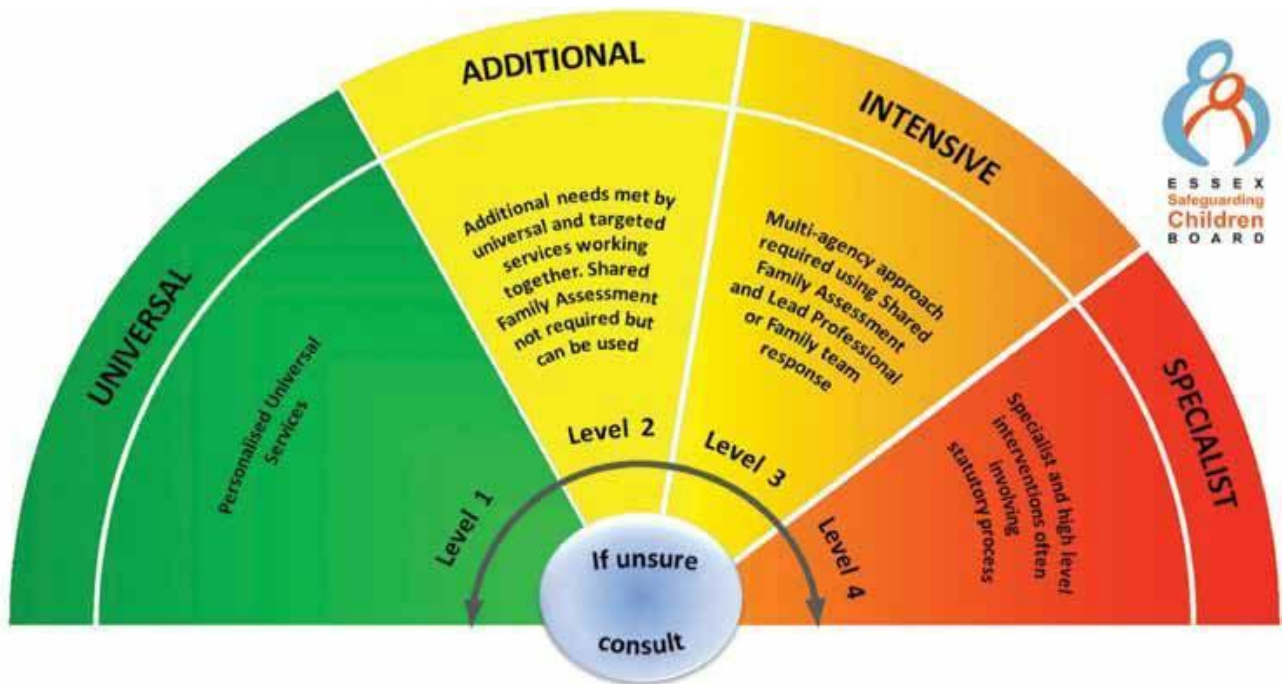 UNIVERSAL
Personalised Universal
Services
Level 1
ADDITIONAL
Additional needs met by
universal and targeted
services working
together. Shared
Family Assessment
not required but
can be used
Level 2
INTENSIVE
Multi-agency approach
required using Shared
Family Assessment
and Lead Professional
or Family team
response
Level 3
SPECIALIST
Specialist and high level
interventions often
involving
statutory process
Level 4
If unsure
consult
ESSEX
Safeguarding
Children
BOARD